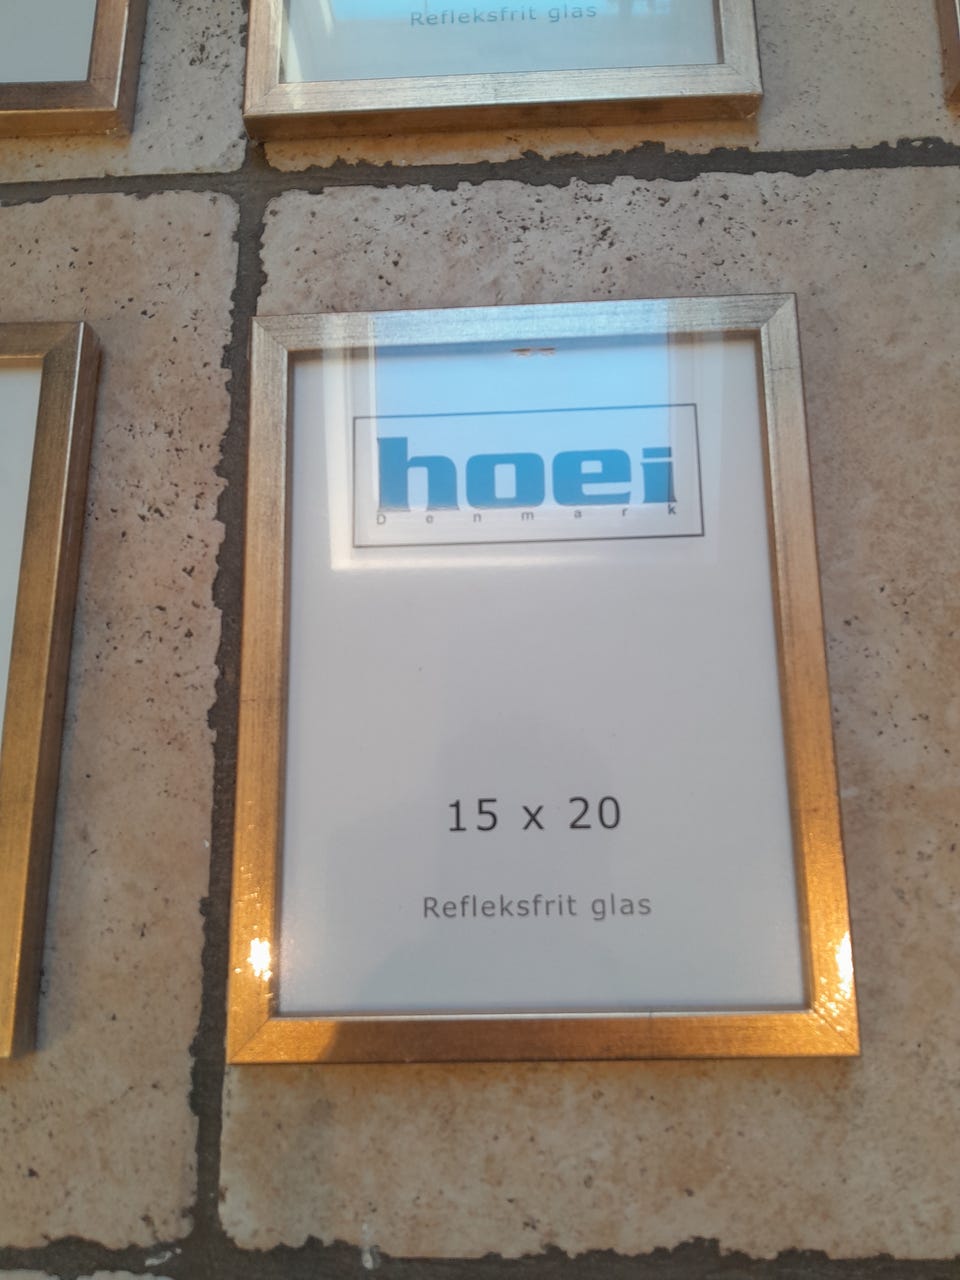 Refleksfrit glas
hoei
Denmark
15 x 20
Refleksfrit glas